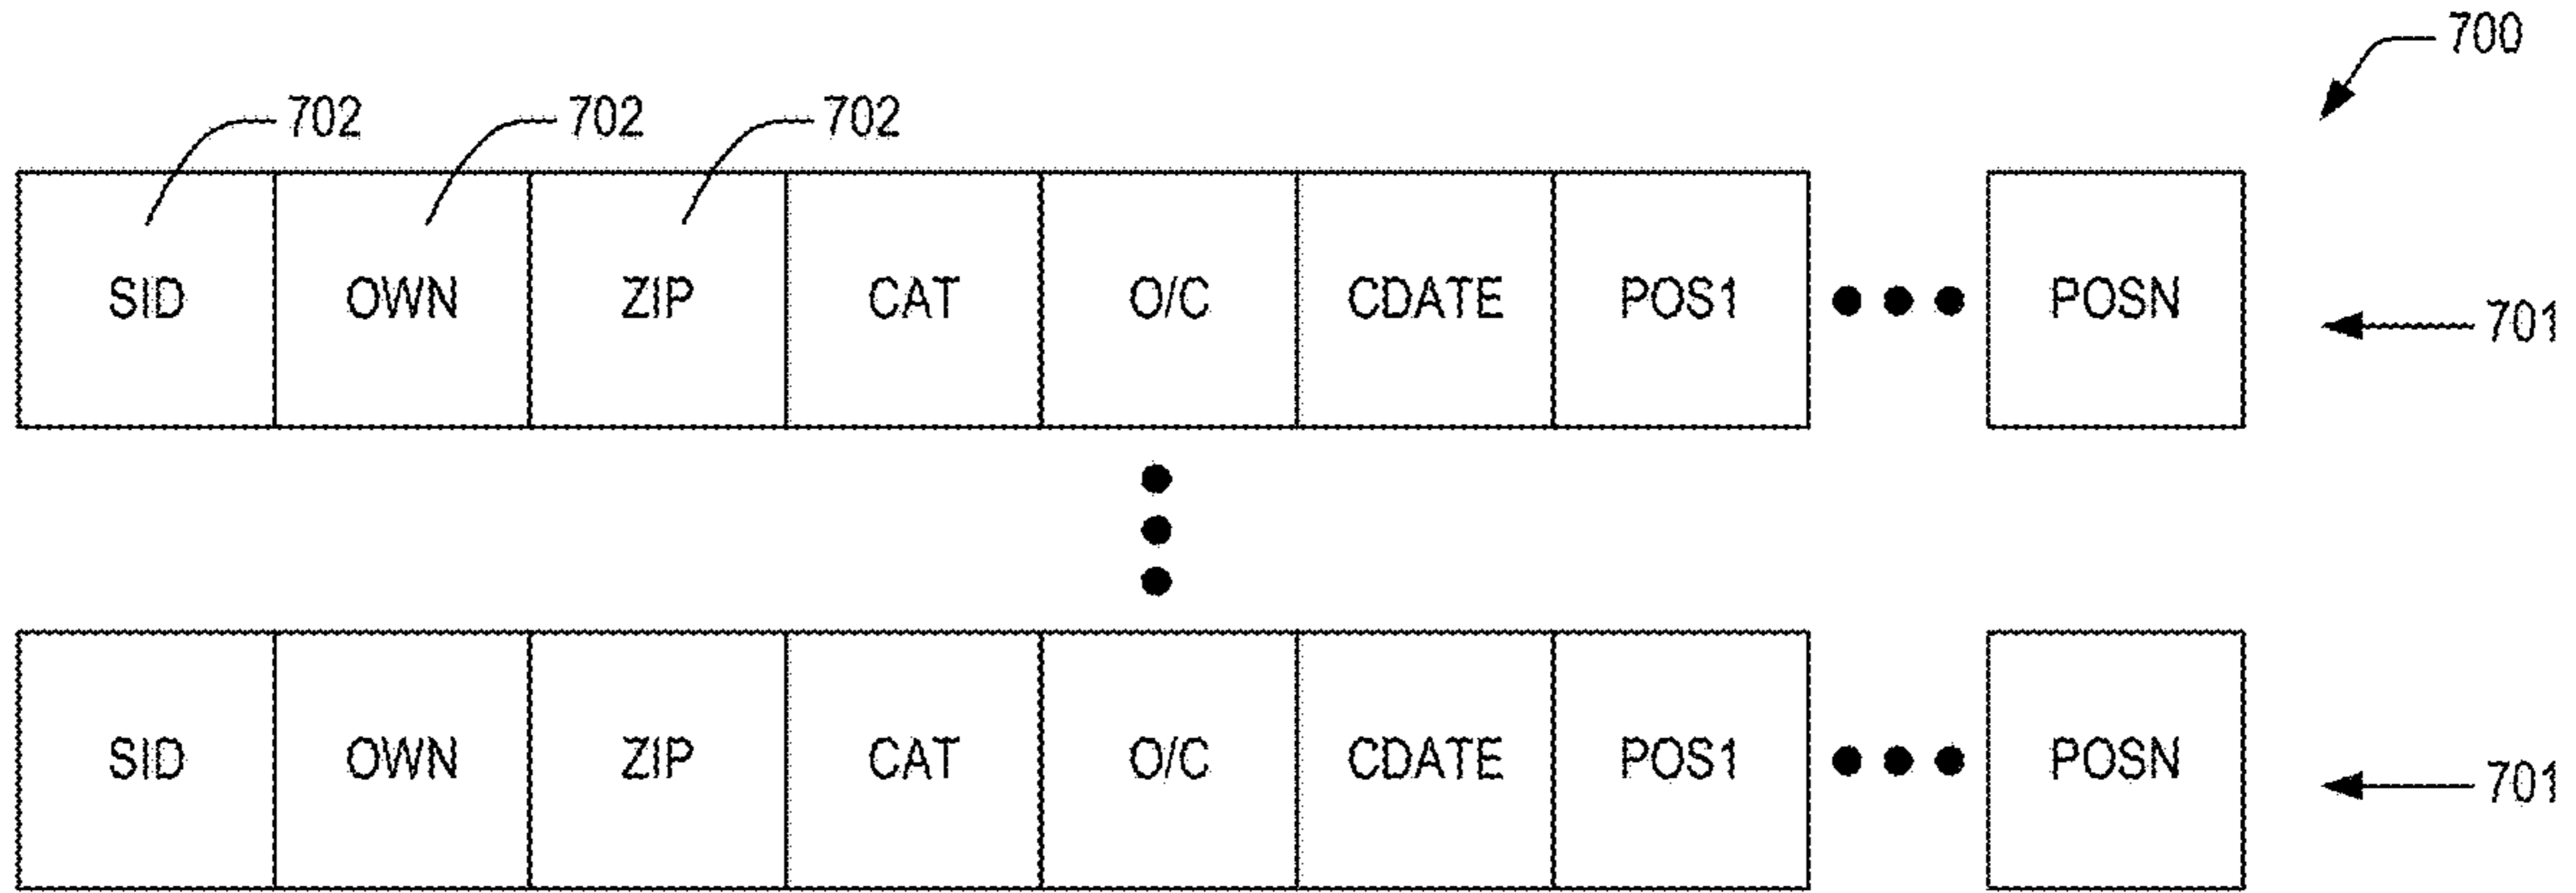 700
702 702 702
SID OWN ZIP CAT O/C CDATE POS1 POSN
701
SID OWN ZIP CAT O/C CDATE POS1 POSN
701